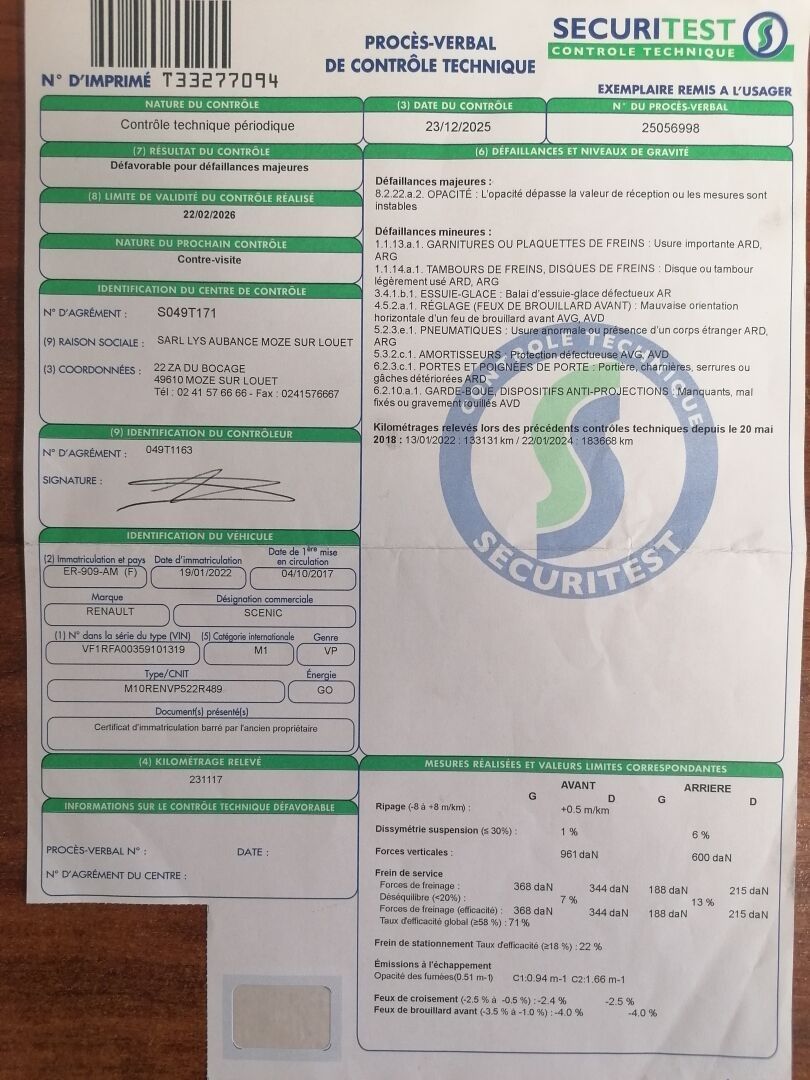 SECURITEST
CONTROLE TECHNIQUE
PROCÈS-VERBAL
DE CONTRÔLE TECHNIQUE
N° D'IMPRIMÉ T33277094
EXEMPLAIRE REMIS A L'USAGER
NATURE DU CONTRÔLE
Contrôle technique périodique
(3) DATE DU CONTRÔLE
23/12/2025
N° DU PROCÈS-VERBAL
25056998
(7) RÉSULTAT DU CONTRÔLE
Défavorable pour défaillances majeures
(8) LIMITE DE VALIDITÉ DU CONTRÔLE RÉALISÉ
22/02/2026
NATURE DU PROCHAIN CONTRÔLE
Contre-visite
IDENTIFICATION DU CENTRE DE CONTRÔLE
N° D'AGRÉMENT : S049T171
(9) RAISON SOCIALE : SARL LYS AUBANCE MOZE SUR LOUET
(3) COORDONNÉES : 22 ZA DU BOCAGE
49610 MOZE SUR LOUET
Tél : 02 41 57 66 66 - Fax : 0241576667
(9) IDENTIFICATION DU CONTRÔLEUR
N° D'AGRÉMENT : 049T1163
SIGNATURE :
IDENTIFICATION DU VÉHICULE
(2) Immatriculation et pays
ER-909-AM (F)
Date d'immatriculation
19/01/2022
Date de 1ère mise
en circulation
04/10/2017
Marque
RENAULT
Désignation commerciale
SCENIC
(1) N° dans la série du type (VIN)
VF1RFA00359101319
(5) Catégorie internationale
M1
Genre
VP
Type/CNIT
M10RENVP522R489
Énergie
GO
Document(s) présenté(s)
Certificat d'immatriculation barré par l'ancien propriétaire
(4) KILOMÉTRAGE RELEVÉ
231117
INFORMATIONS SUR LE CONTRÔLE TECHNIQUE DÉFAVORABLE
PROCÈS-VERBAL N° : DATE :
N° D'AGRÉMENT DU CENTRE :
(6) DÉFAILLANCES ET NIVEAUX DE GRAVITÉ
Défaillances majeures :
8.2.22.a.2. OPACITÉ : L'opacité dépasse la valeur de réception ou les mesures sont
instables
Défaillances mineures :
1.1.13.a.1. GARNITURES OU PLAQUETTES DE FREINS : Usure importante ARD,
ARG
1.1.14.a.1. TAMBOURS DE FREINS, DISQUES DE FREINS : Disque ou tambour
légèrement usé ARD, ARG
3.4.1.b.1. ESSUIE-GLACE : Balai d'essuie-glace défectueux AR
4.5.2.a.1. RÉGLAGE (FEUX DE BROUILLARD AVANT) : Mauvaise orientation
horizontale d'un feu de brouillard avant AVG, AVD
5.2.3.e.1. PNEUMATIQUES : Usure anormale ou présence d'un corps étranger ARD,
ARG
5.3.2.c.1. AMORTISSEURS : Protection défectueuse AVG, AVD
6.2.3.c.1. PORTES ET POIGNÉES DE PORTE : Portière, charnières, serrures ou
gâches détériorées ARD
6.2.10.a.1. GARDE-BOUE, DISPOSITIFS ANTI-PROJECTIONS : Manquants, mal
fixés ou gravement rouillés AVD
Kilométrages relevés lors des précédents contrôles techniques depuis le 20 mai
2018 : 13/01/2022 : 133131 km / 22/01/2024 : 183668 km
CONTROLE TECHNIQUE
SECURITEST
MESURES RÉALISÉES ET VALEURS LIMITES CORRESPONDANTES
AVANT ARRIERE
G D G D
Ripage (-8 à +8 m/km) : +0.5 m/km
Dissymétrie suspension (≤ 30%) : 1 % 6 %
Forces verticales : 961 daN 600 daN
Frein de service
Forces de freinage : 368 daN 344 daN 188 daN 215 daN
Déséquilibre (<20%) : 7 % 13 %
Forces de freinage (efficacité) : 368 daN 344 daN 188 daN 215 daN
Taux d'efficacité global (≥58 %) : 71 %
Frein de stationnement Taux d'efficacité (≥18 %) : 22 %
Émissions à l'échappement
Opacité des fumées(0.51 m-1) C1:0.94 m-1 C2:1.66 m-1
Feux de croisement (-2.5 % à -0.5 %) : -2.4 % -2.5 %
Feux de brouillard avant (-3.5 % à -1.0 %) : -4.0 % -4.0 %